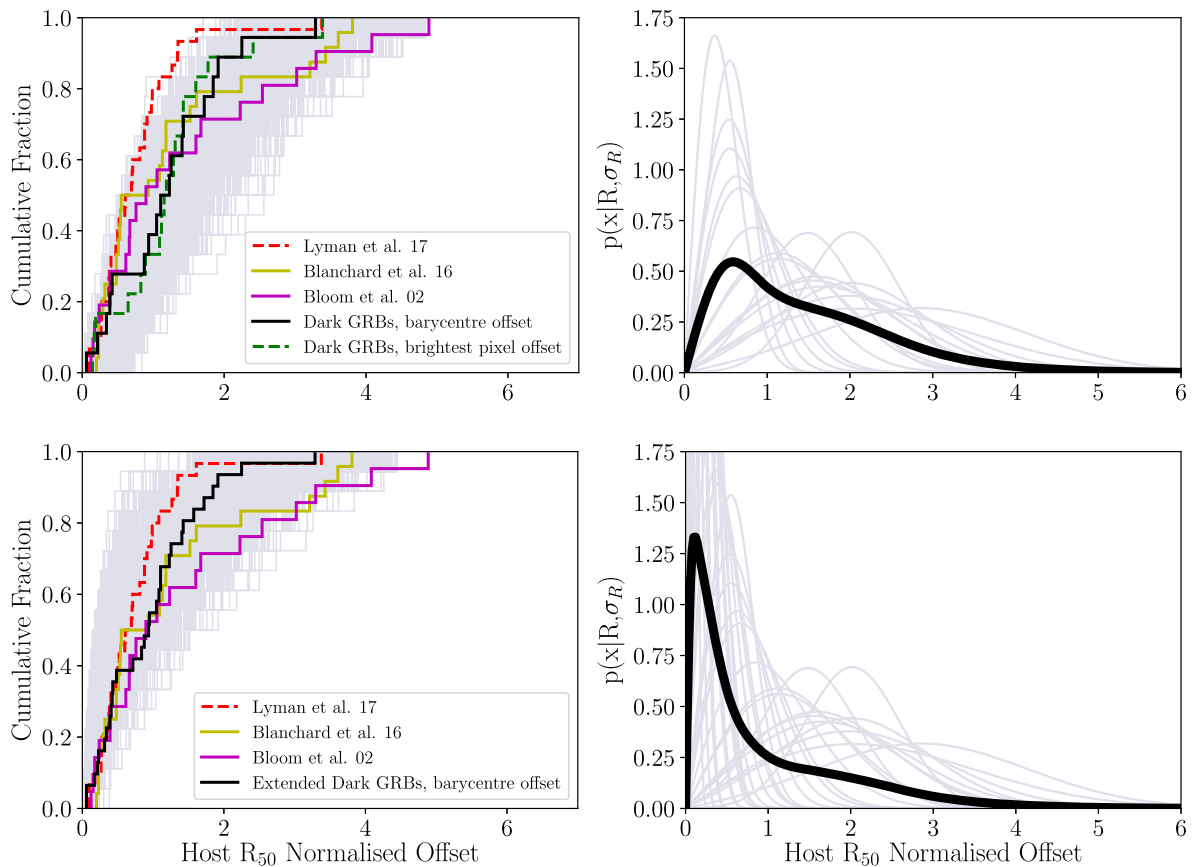 Cumulative Fraction
1.0
0.8
0.6
0.4
0.2
0.0
Lyman et al. 17
Blanchard et al. 16
Bloom et al. 02
Dark GRBs, barycentre offset
Dark GRBs, brightest pixel offset
0 2 4 6
p(x|R,σ_R)
1.75
1.50
1.25
1.00
0.75
0.50
0.25
0.00
0 1 2 3 4 5 6
Cumulative Fraction
1.0
0.8
0.6
0.4
0.2
0.0
Lyman et al. 17
Blanchard et al. 16
Bloom et al. 02
Extended Dark GRBs, barycentre offset
0 2 4 6
Host R₅₀ Normalised Offset
p(x|R,σ_R)
1.75
1.50
1.25
1.00
0.75
0.50
0.25
0.00
0 1 2 3 4 5 6
Host R₅₀ Normalised Offset